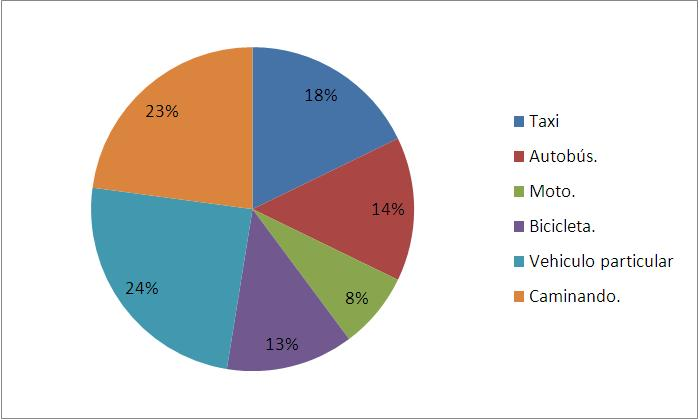 18%
14%
8%
13%
24%
23%
Taxi
Autobús.
Moto.
Bicicleta.
Vehiculo particular
Caminando.